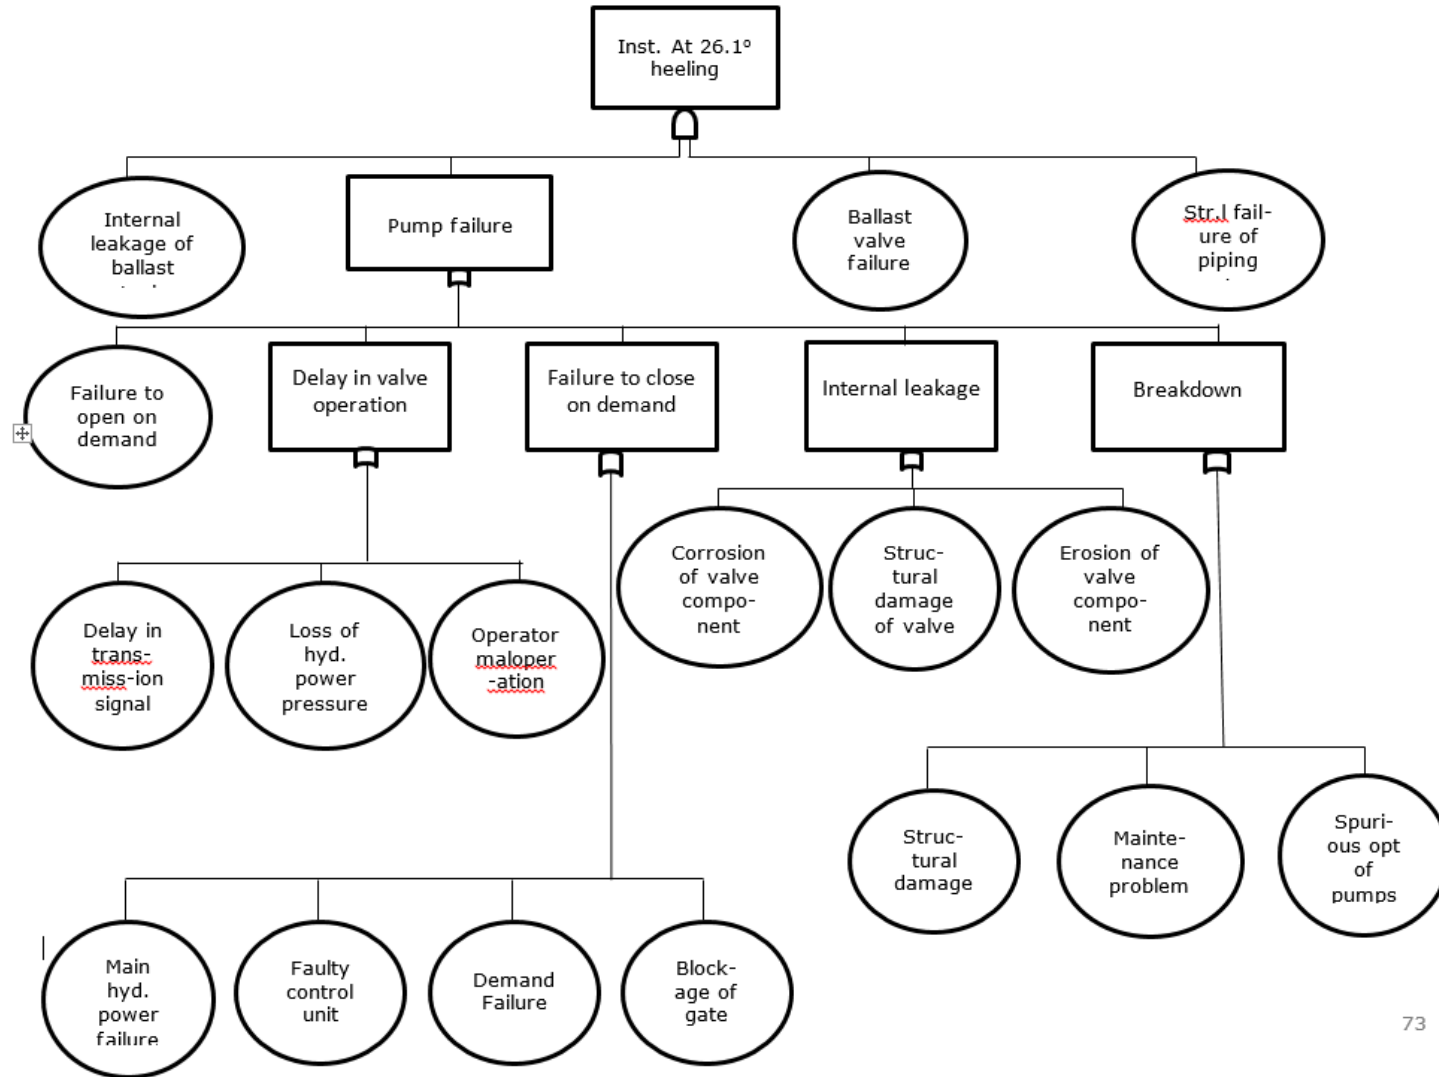 Inst. At 26.1º
heeling
Internal
leakage of
ballast
Pump failure
Ballast
valve
failure
Str.l fail-
ure of
piping
Failure to
open on
demand
Delay in valve
operation
Failure to close
on demand
Internal leakage
Breakdown
Corrosion
of valve
compo-
nent
Struc-
tural
damage
of valve
Erosion of
valve
compo-
nent
Delay in
trans-
miss-ion
signal
Loss of
hyd.
power
pressure
Operator
maloper
-ation
Struc-
tural
damage
Mainte-
nance
problem
Spuri-
ous opt
of
pumps
Main
hyd.
power
failure
Faulty
control
unit
Demand
Failure
Block-
age of
gate
73